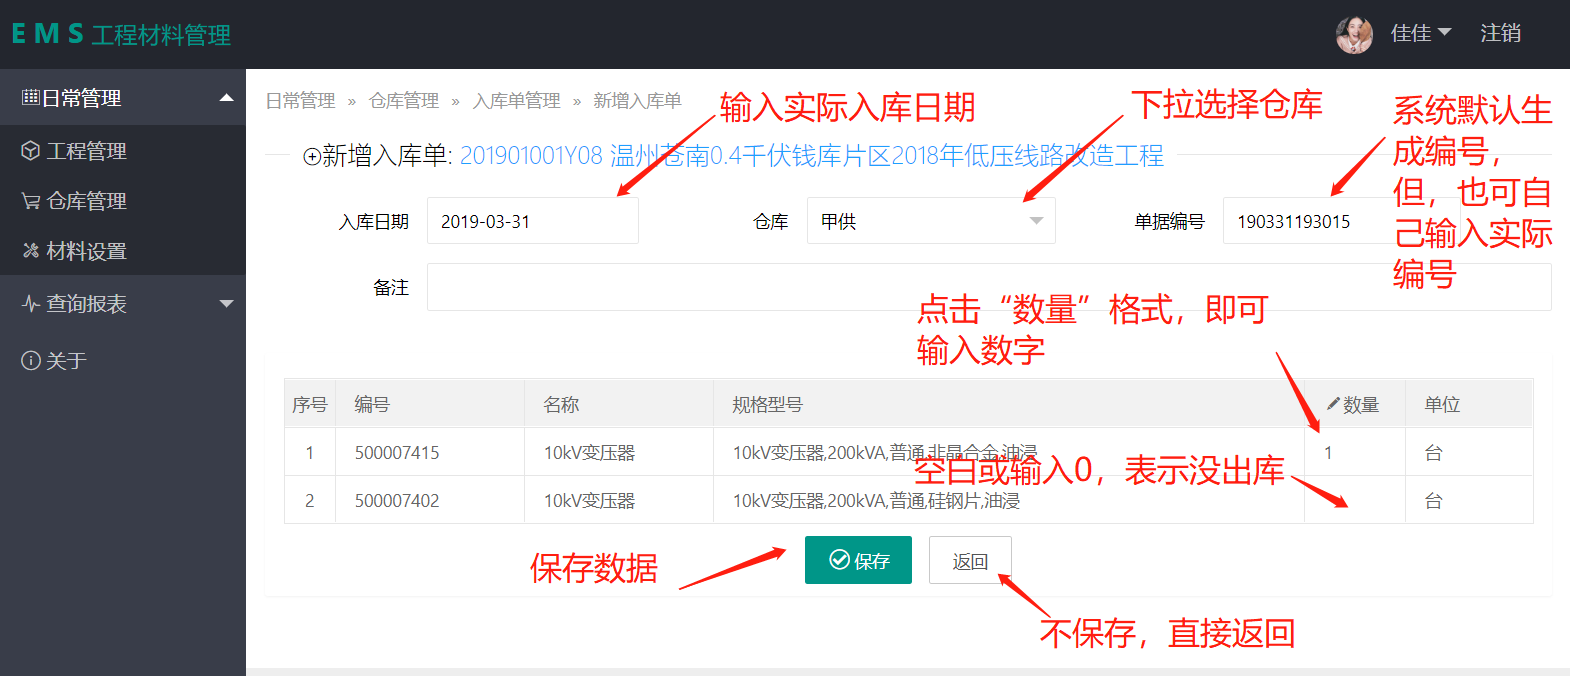 E M S 工程材料管理
佳佳
注销
日常管理
工程管理
仓库管理
材料设置
查询报表
关于
日常管理 » 仓库管理 » 入库单管理 » 新增入库单
输入实际入库日期
下拉选择仓库
系统默认生
成编号，
但，也可自
己输入实际
编号
新增入库单: 201901001Y08 温州苍南0.4千伏钱库片区2018年低压线路改造工程
入库日期 2019-03-31 仓库 甲供 单据编号 190331193015
备注
点击“数量”格式，即可
输入数字
序号 编号 名称 规格型号 数量 单位
1 500007415 10kV变压器 10kV变压器,200kVA,普通,非晶合金,油浸 1 台
空白或输入0，表示没出库
2 500007402 10kV变压器 10kV变压器,200kVA,普通,硅钢片,油浸 台
保存数据
保存
返回
不保存，直接返回